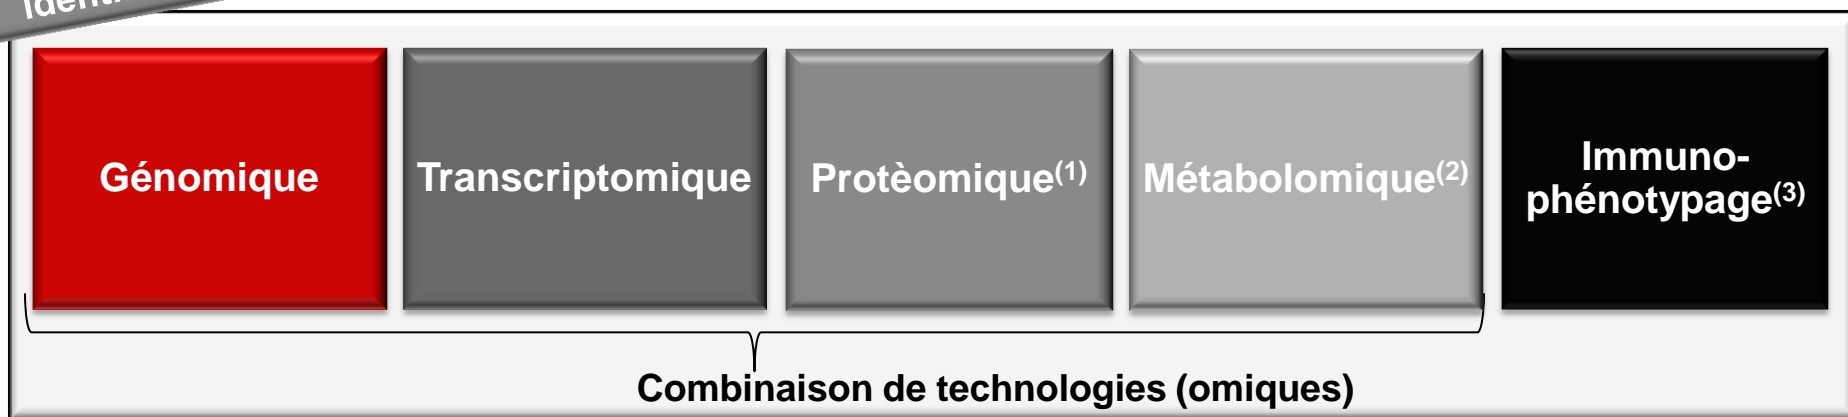 Génomique
Transcriptomique
Protèomique(1)
Métabolomique(2)
Immuno-
phénotypage(3)
Combinaison de technologies (omiques)